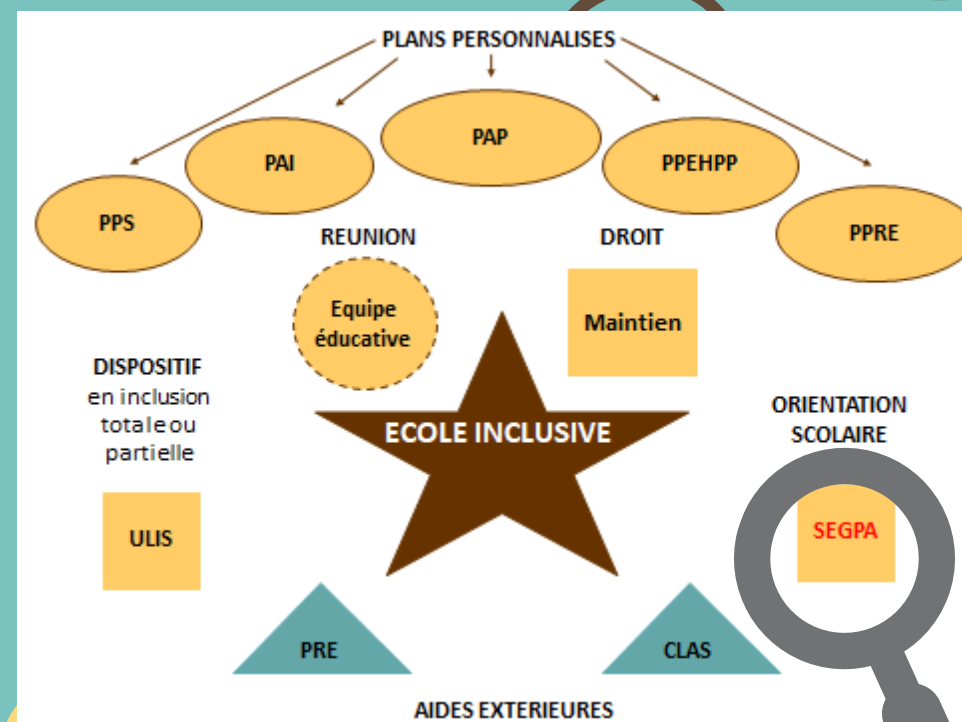 PLANS PERSONNALISES
PAP
PAI
PPEHPP
PPS
PPRE
REUNION
DROIT
Equipe
éducative
Maintien
DISPOSITIF
en inclusion
totale ou
partielle
ORIENTATION
SCOLAIRE
ECOLE INCLUSIVE
ULIS
SEGPA
PRE
CLAS
AIDES EXTERIEURES